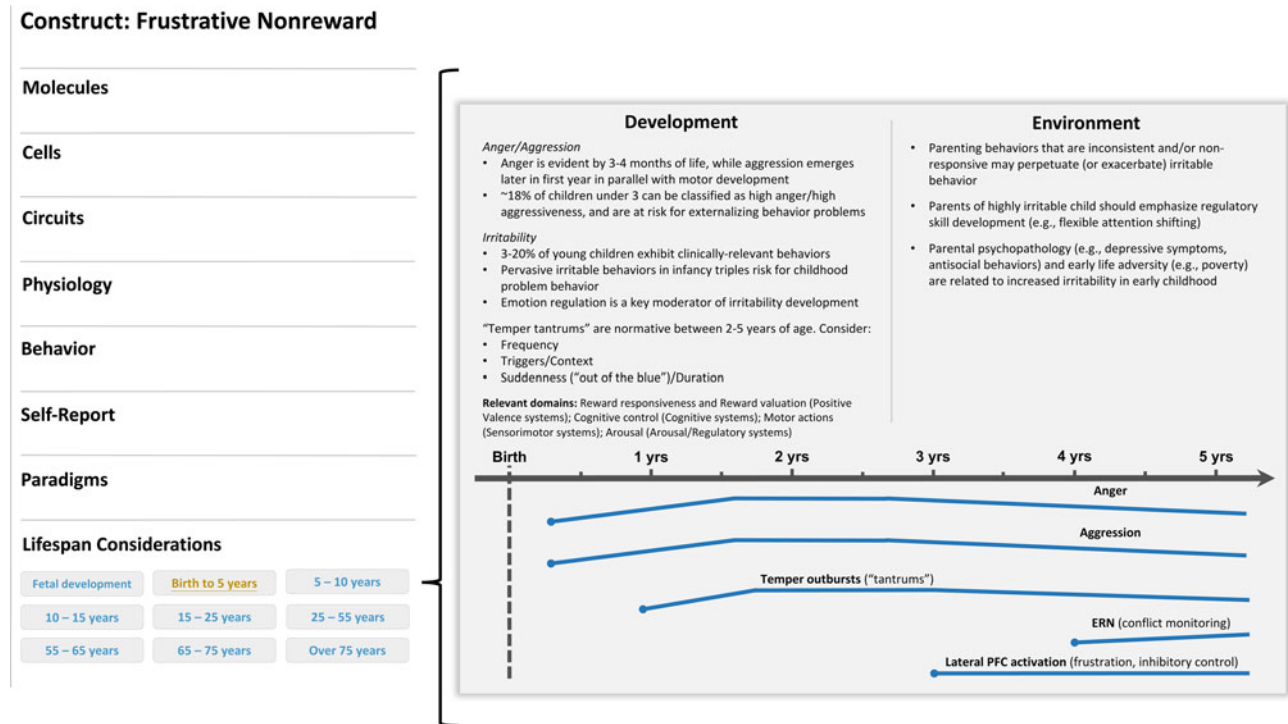 Construct: Frustrative Nonreward
Molecules
Cells
Circuits
Physiology
Behavior
Self-Report
Paradigms
Lifespan Considerations
Fetal development
Birth to 5 years
5 – 10 years
10 – 15 years
15 – 25 years
25 – 55 years
55 – 65 years
65 – 75 years
Over 75 years
Development
Anger/Aggression
• Anger is evident by 3-4 months of life, while aggression emerges
later in first year in parallel with motor development
• ~18% of children under 3 can be classified as high anger/high
aggressiveness, and are at risk for externalizing behavior problems
Irritability
• 3-20% of young children exhibit clinically-relevant behaviors
• Pervasive irritable behaviors in infancy triples risk for childhood
problem behavior
• Emotion regulation is a key moderator of irritability development
“Temper tantrums” are normative between 2-5 years of age. Consider:
• Frequency
• Triggers/Context
• Suddenness (“out of the blue”)/Duration
Relevant domains: Reward responsiveness and Reward valuation (Positive
Valence systems); Cognitive control (Cognitive systems); Motor actions
(Sensorimotor systems); Arousal (Arousal/Regulatory systems)
Environment
• Parenting behaviors that are inconsistent and/or non-
responsive may perpetuate (or exacerbate) irritable
behavior
• Parents of highly irritable child should emphasize regulatory
skill development (e.g., flexible attention shifting)
• Parental psychopathology (e.g., depressive symptoms,
antisocial behaviors) and early life adversity (e.g., poverty)
are related to increased irritability in early childhood
Birth
1 yrs
2 yrs
3 yrs
4 yrs
5 yrs
Anger
Aggression
Temper outbursts (“tantrums”)
ERN (conflict monitoring)
Lateral PFC activation (frustration, inhibitory control)